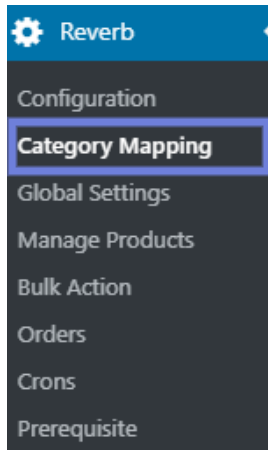 Reverb
Configuration
Category Mapping
Global Settings
Manage Products
Bulk Action
Orders
Crons
Prerequisite